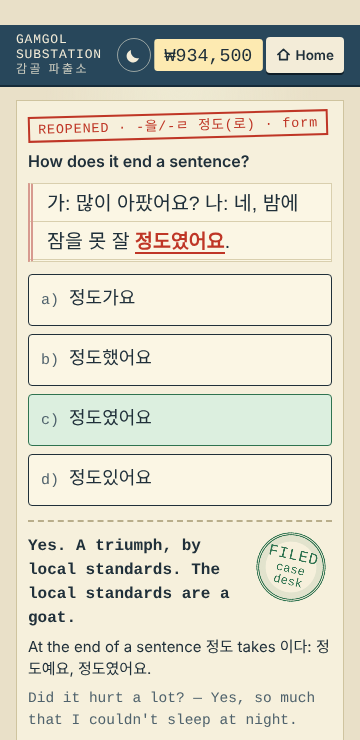 GAMGOL
SUBSTATION
감골 파출소
₩934,500
Home
REOPENED · -을/-ㄹ 정도(로) · form
How does it end a sentence?
가: 많이 아팠어요? 나: 네, 밤에
잠을 못 잘 정도였어요.
a) 정도가요
b) 정도했어요
c) 정도였어요
d) 정도있어요
Yes. A triumph, by
local standards. The
local standards are a
goat.
FILED
case
desk
At the end of a sentence 정도 takes 이다: 정
도예요, 정도였어요.
Did it hurt a lot? — Yes, so much
that I couldn't sleep at night.